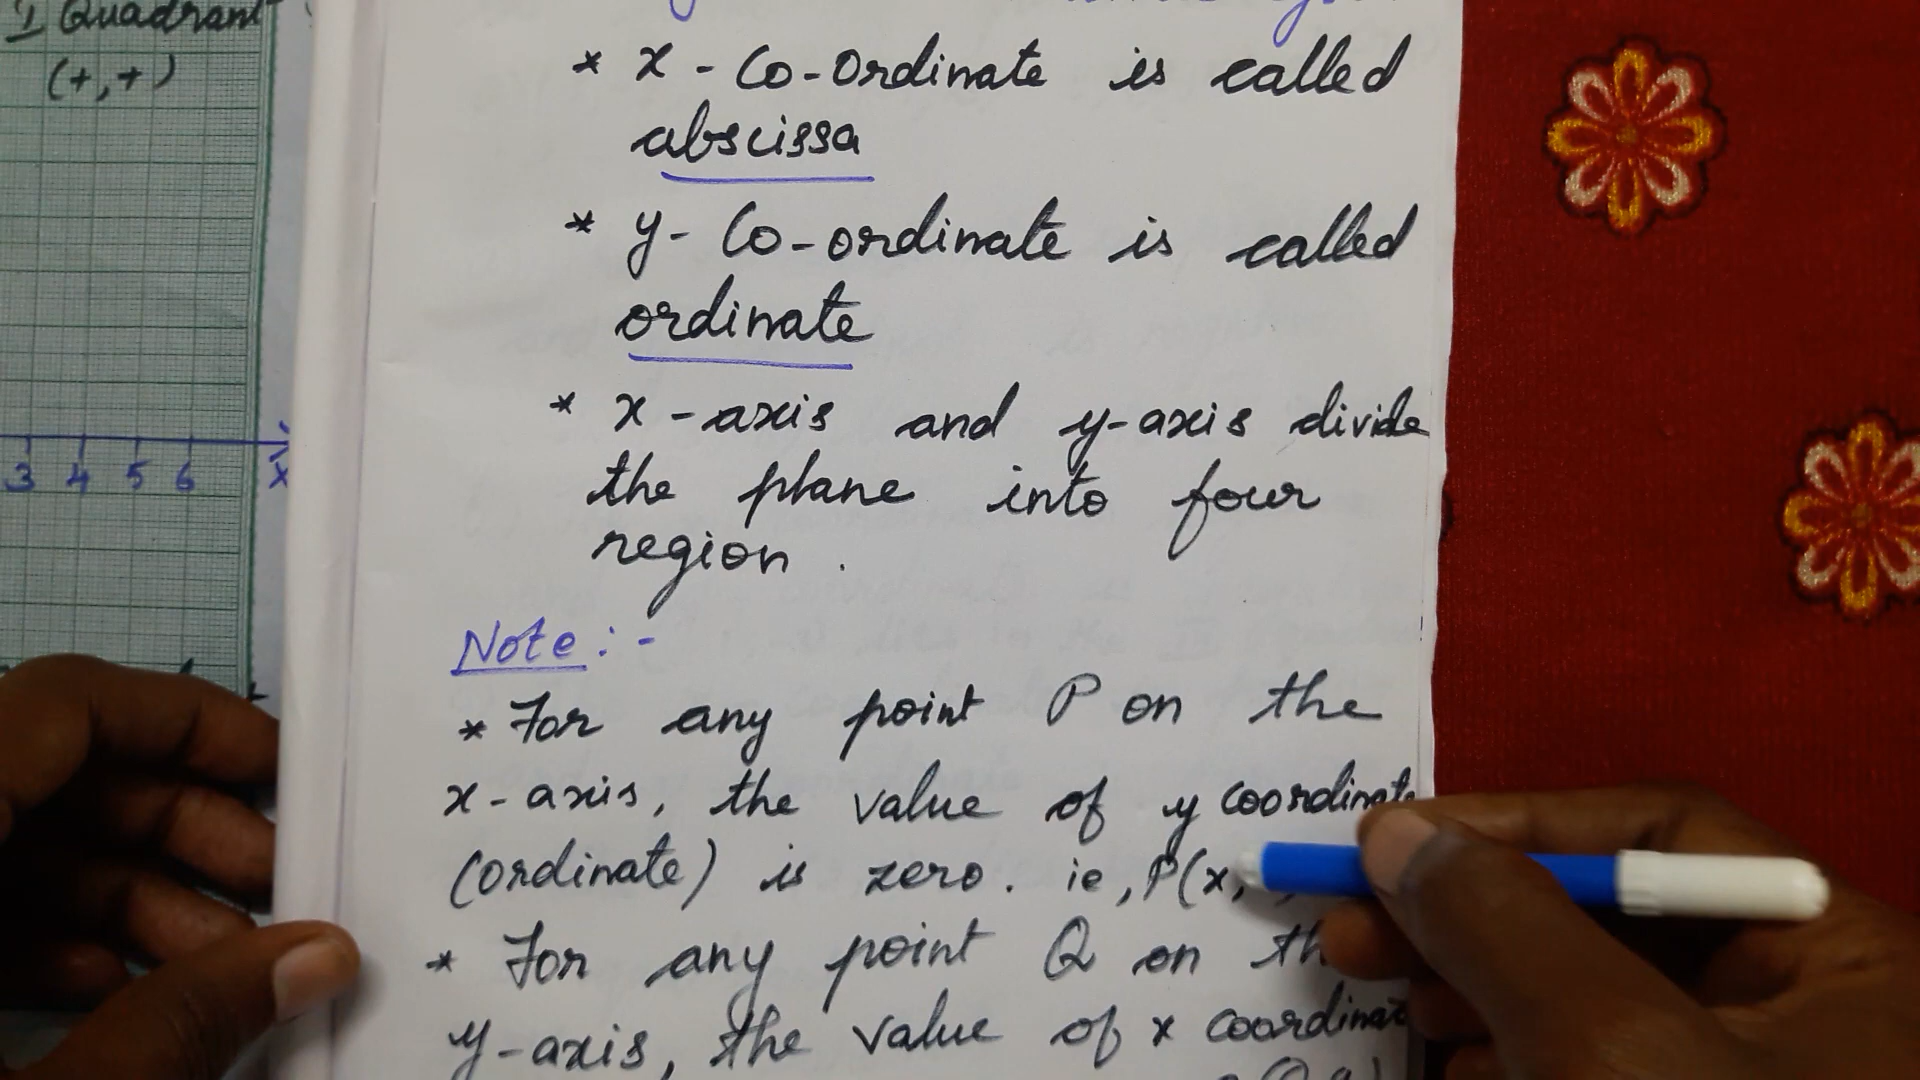 I Quadrant
(+,+)
3 4 5 6 X
* x - Co-ordinate is called
abscissa
* y - Co-ordinate is called
ordinate
* x - axis and y-axis divide
the plane into four
region .
Note : -
* For any point P on the
x - axis, the value of y coordinate
(ordinate) is zero. ie, P(x,
* For any point Q on the
y-axis, the value of x coordinate